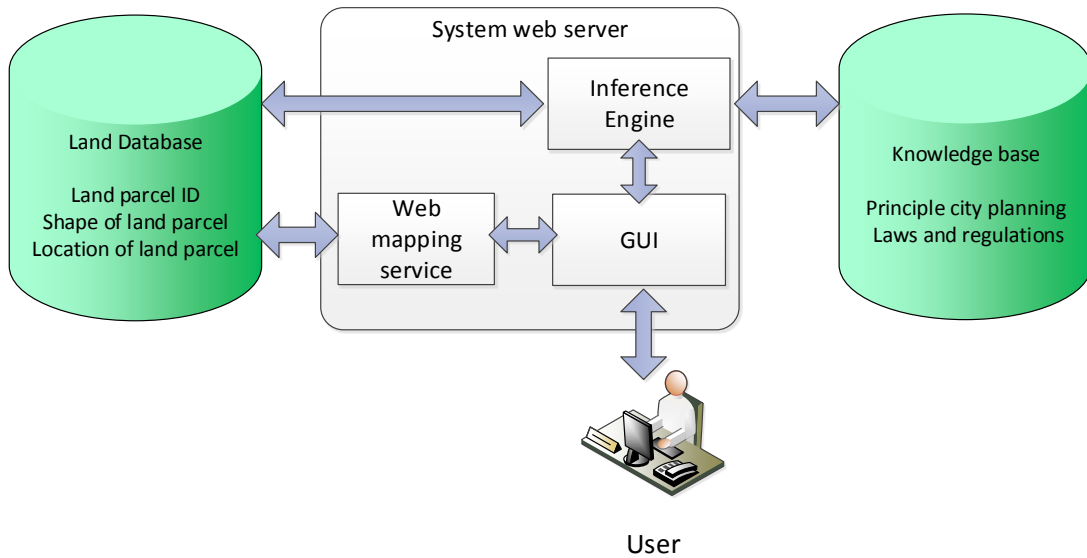 System web server
Land Database
Land parcel ID
Shape of land parcel
Location of land parcel
Inference
Engine
Web
mapping
service
GUI
Knowledge base
Principle city planning
Laws and regulations
User